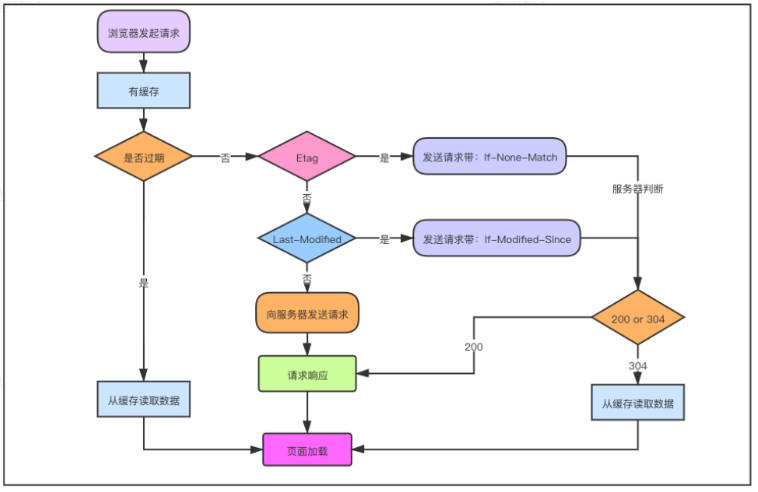 浏览器发起请求
有缓存
是否过期
否
Etag
是
发送请求带：If-None-Match
服务器判断
否
Last-Modified
是
发送请求带：If-Modified-Since
是
否
向服务器发送请求
200 or 304
200
304
请求响应
从缓存读取数据
从缓存读取数据
页面加载